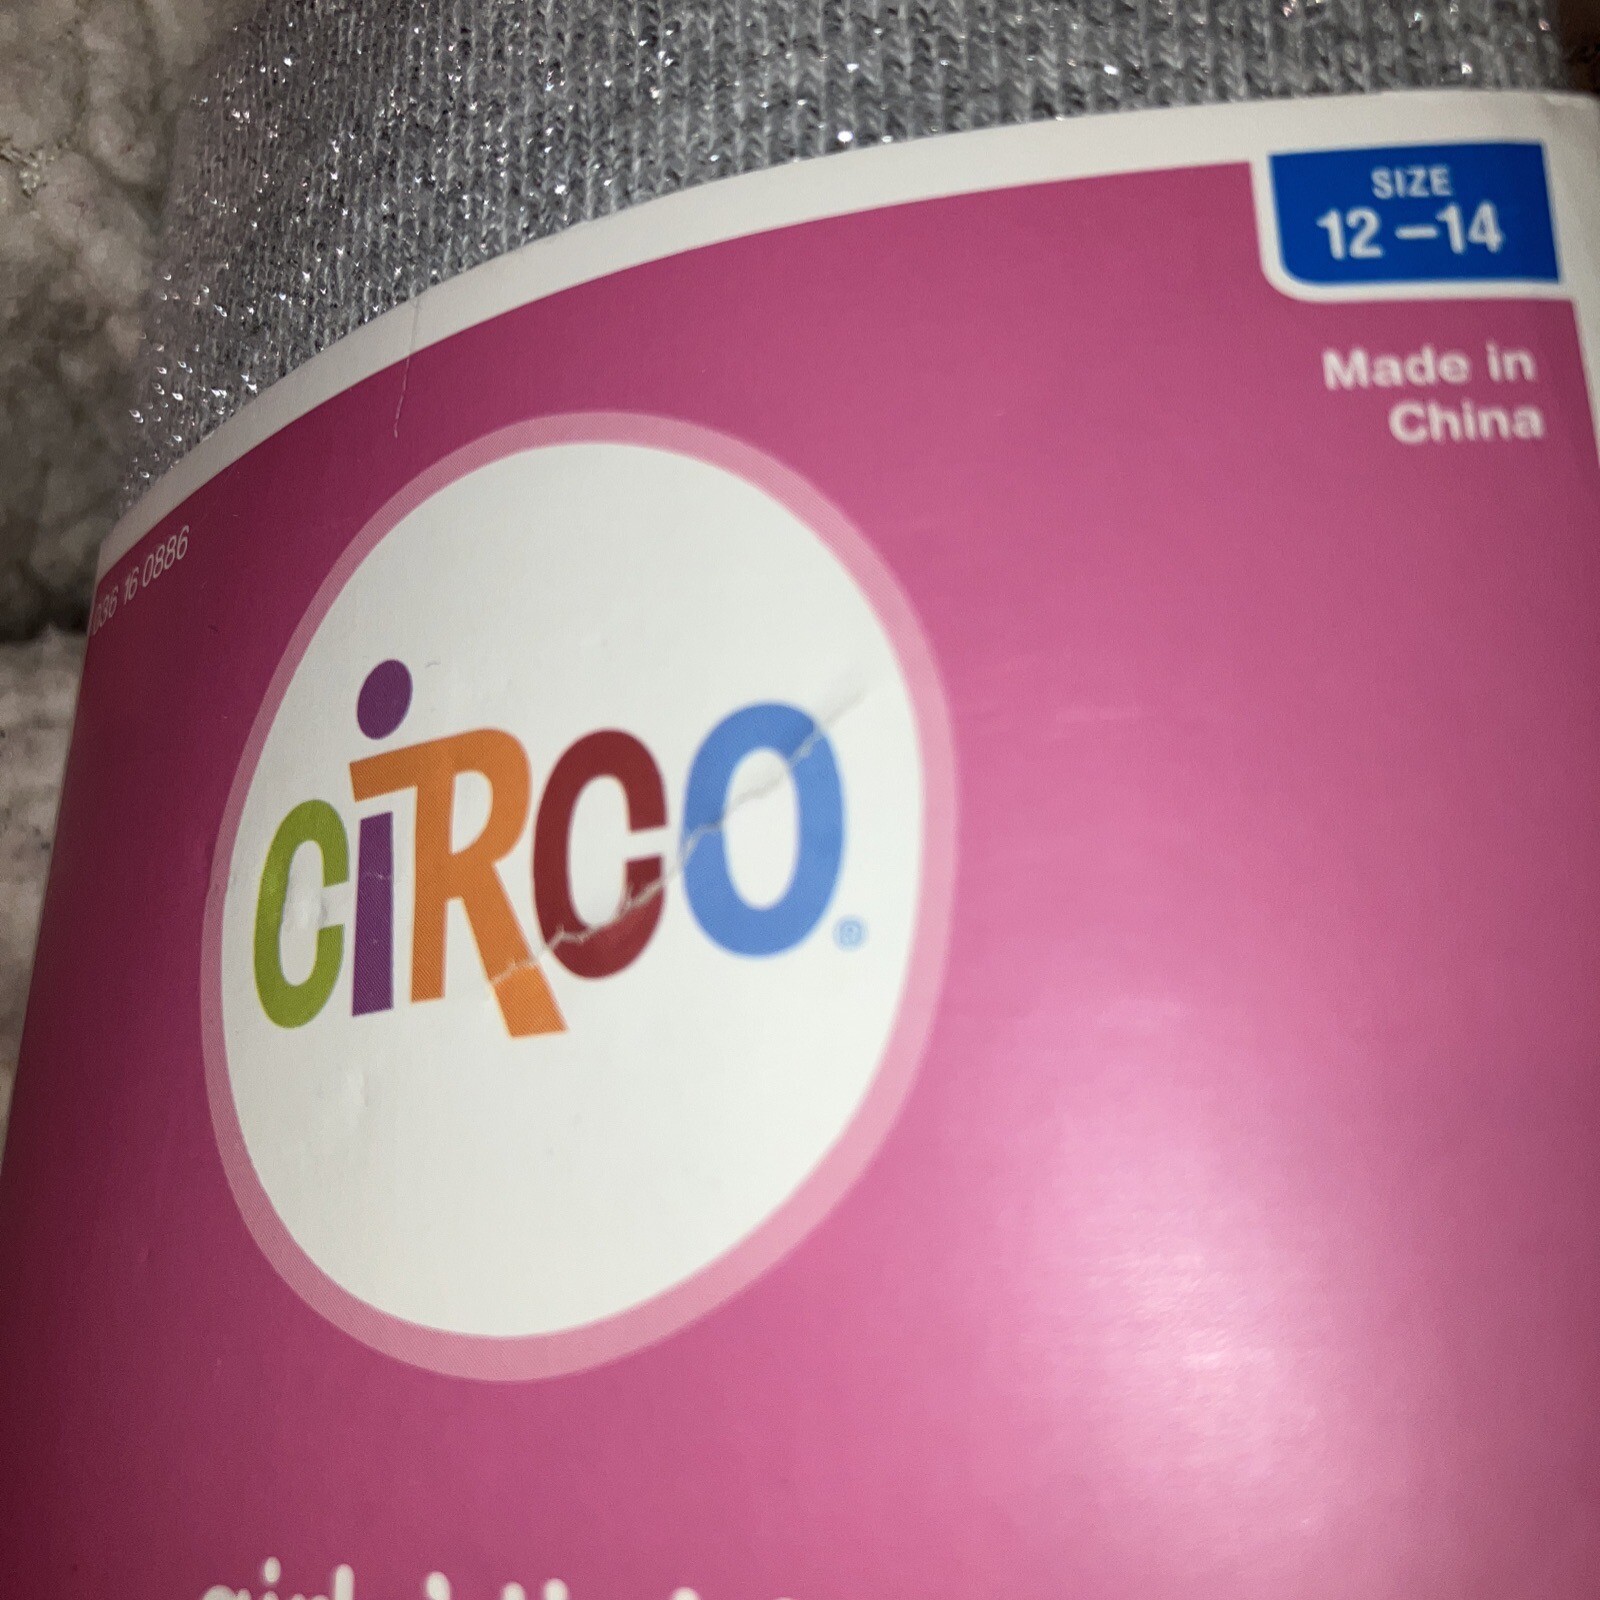 SIZE
12-14
Made in
China
036 16 0886
CiRCO®